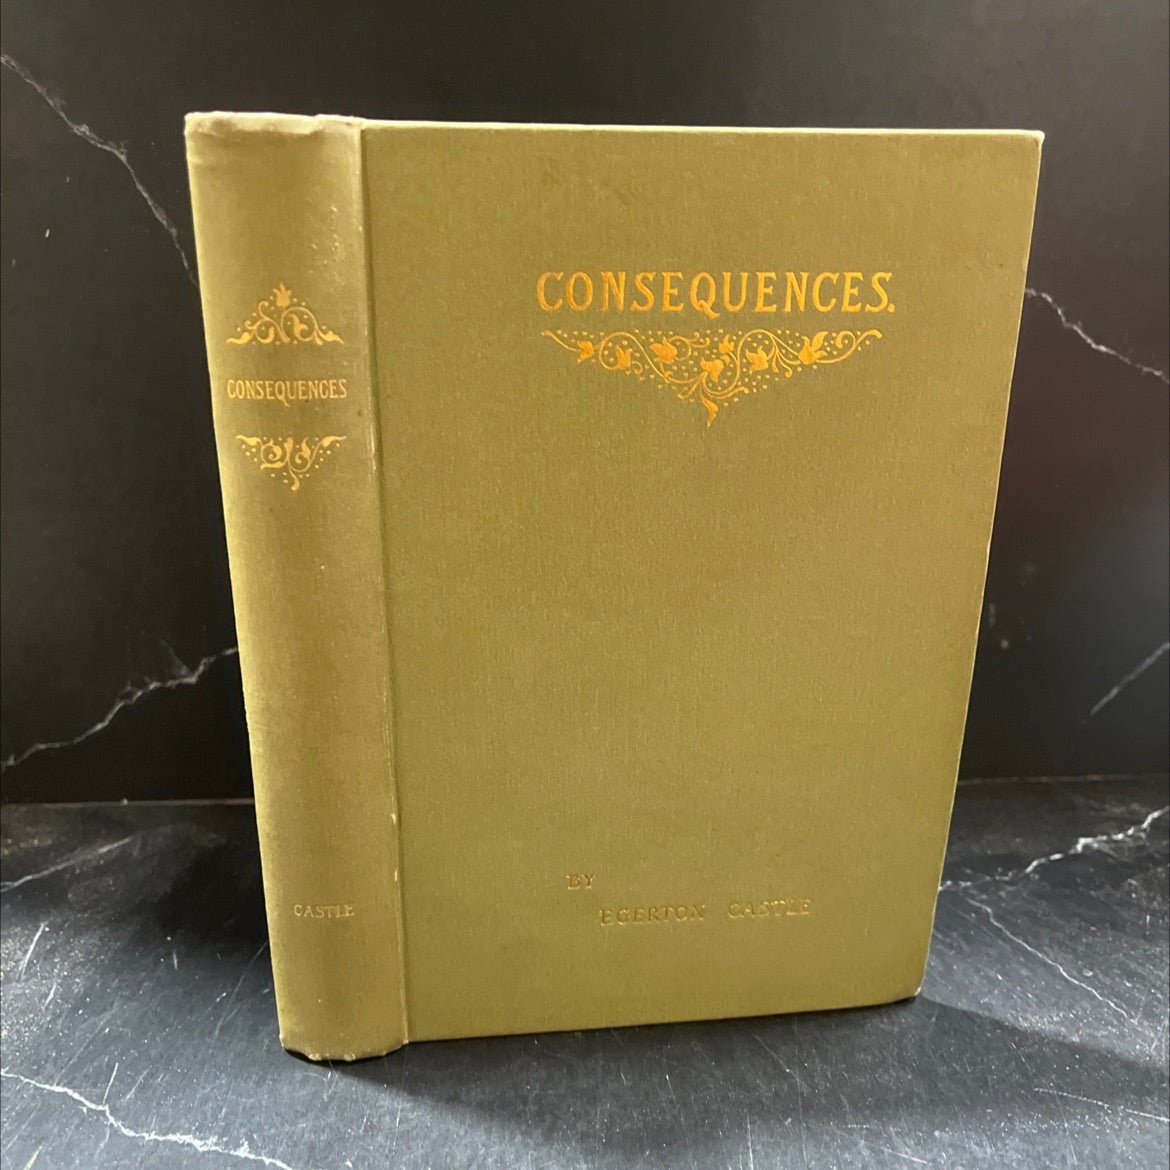 CONSEQUENCES
CASTLE
CONSEQUENCES.
BY
EGERTON CASTLE